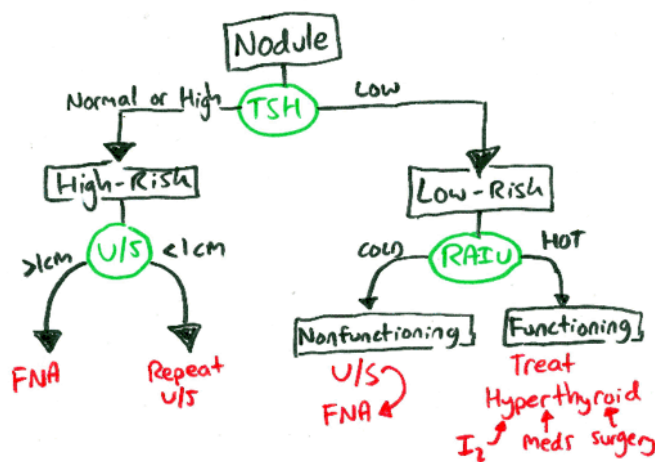 Nodule
TSH
Normal or High
LOW
High-Risk
Low-Risk
U/S
>1cm
<1cm
RAIU
COLD
HOT
Nonfunctioning
Functioning
FNA
Repeat
U/S
U/S
FNA
Treat
Hyperthyroid
I₂
meds
surgery